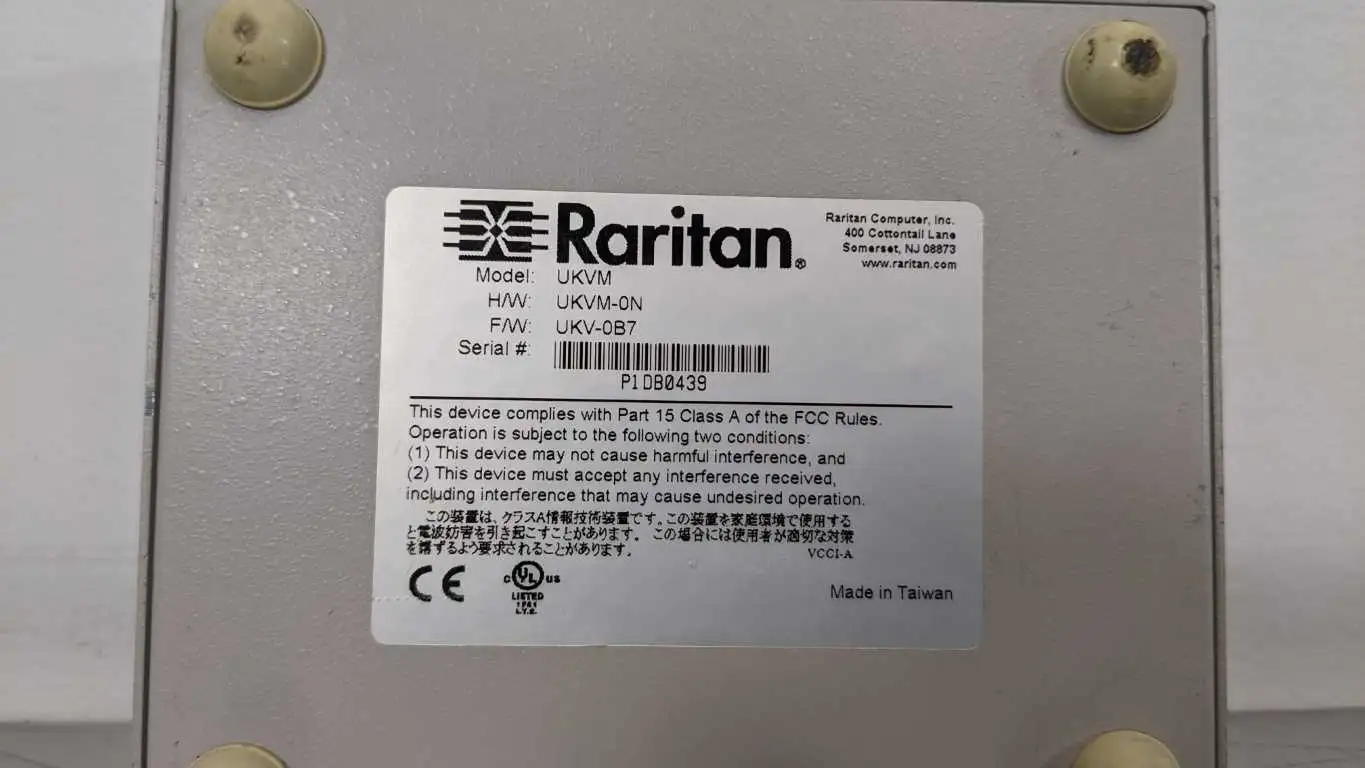 Raritan®
Raritan Computer, Inc.
400 Cottontail Lane
Somerset, NJ 08873
www.raritan.com
Model: UKVM
H/W: UKVM-0N
F/W: UKV-0B7
Serial #:
P1DB0439
This device complies with Part 15 Class A of the FCC Rules.
Operation is subject to the following two conditions:
(1) This device may not cause harmful interference, and
(2) This device must accept any interference received,
including interference that may cause undesired operation.
この装置は、クラスA情報技術装置です。この装置を家庭環境で使用する
と電波妨害を引き起こすことがあります。 この場合には使用者が適切な対策
を講ずるよう要求されることがあります。
VCCI-A
CE
c UL us
LISTED
I.T.E.
Made in Taiwan